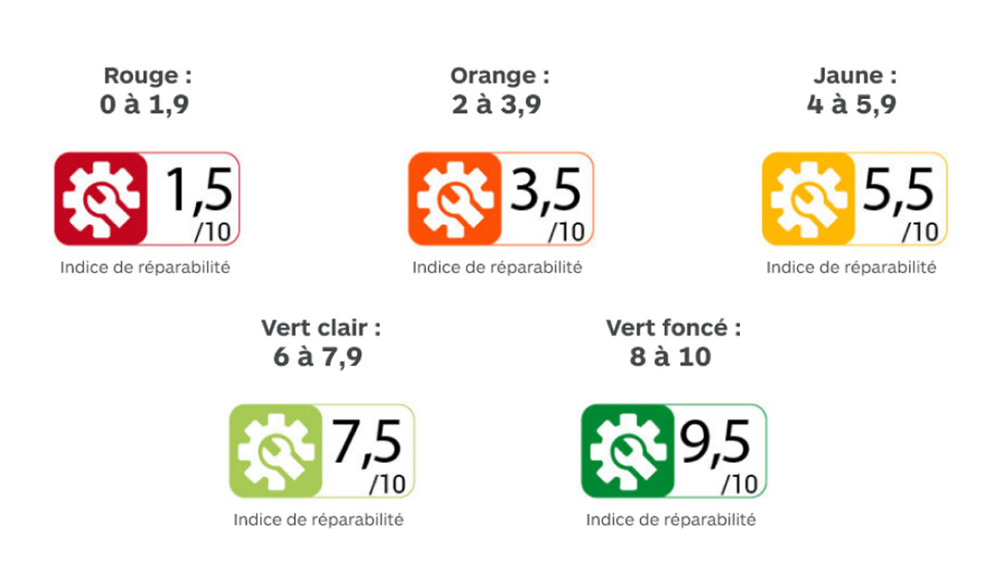 Rouge :
0 à 1,9
1,5
/10
Indice de réparabilité
Orange :
2 à 3,9
3,5
/10
Indice de réparabilité
Jaune :
4 à 5,9
5,5
/10
Indice de réparabilité
Vert clair :
6 à 7,9
7,5
/10
Indice de réparabilité
Vert foncé :
8 à 10
9,5
/10
Indice de réparabilité